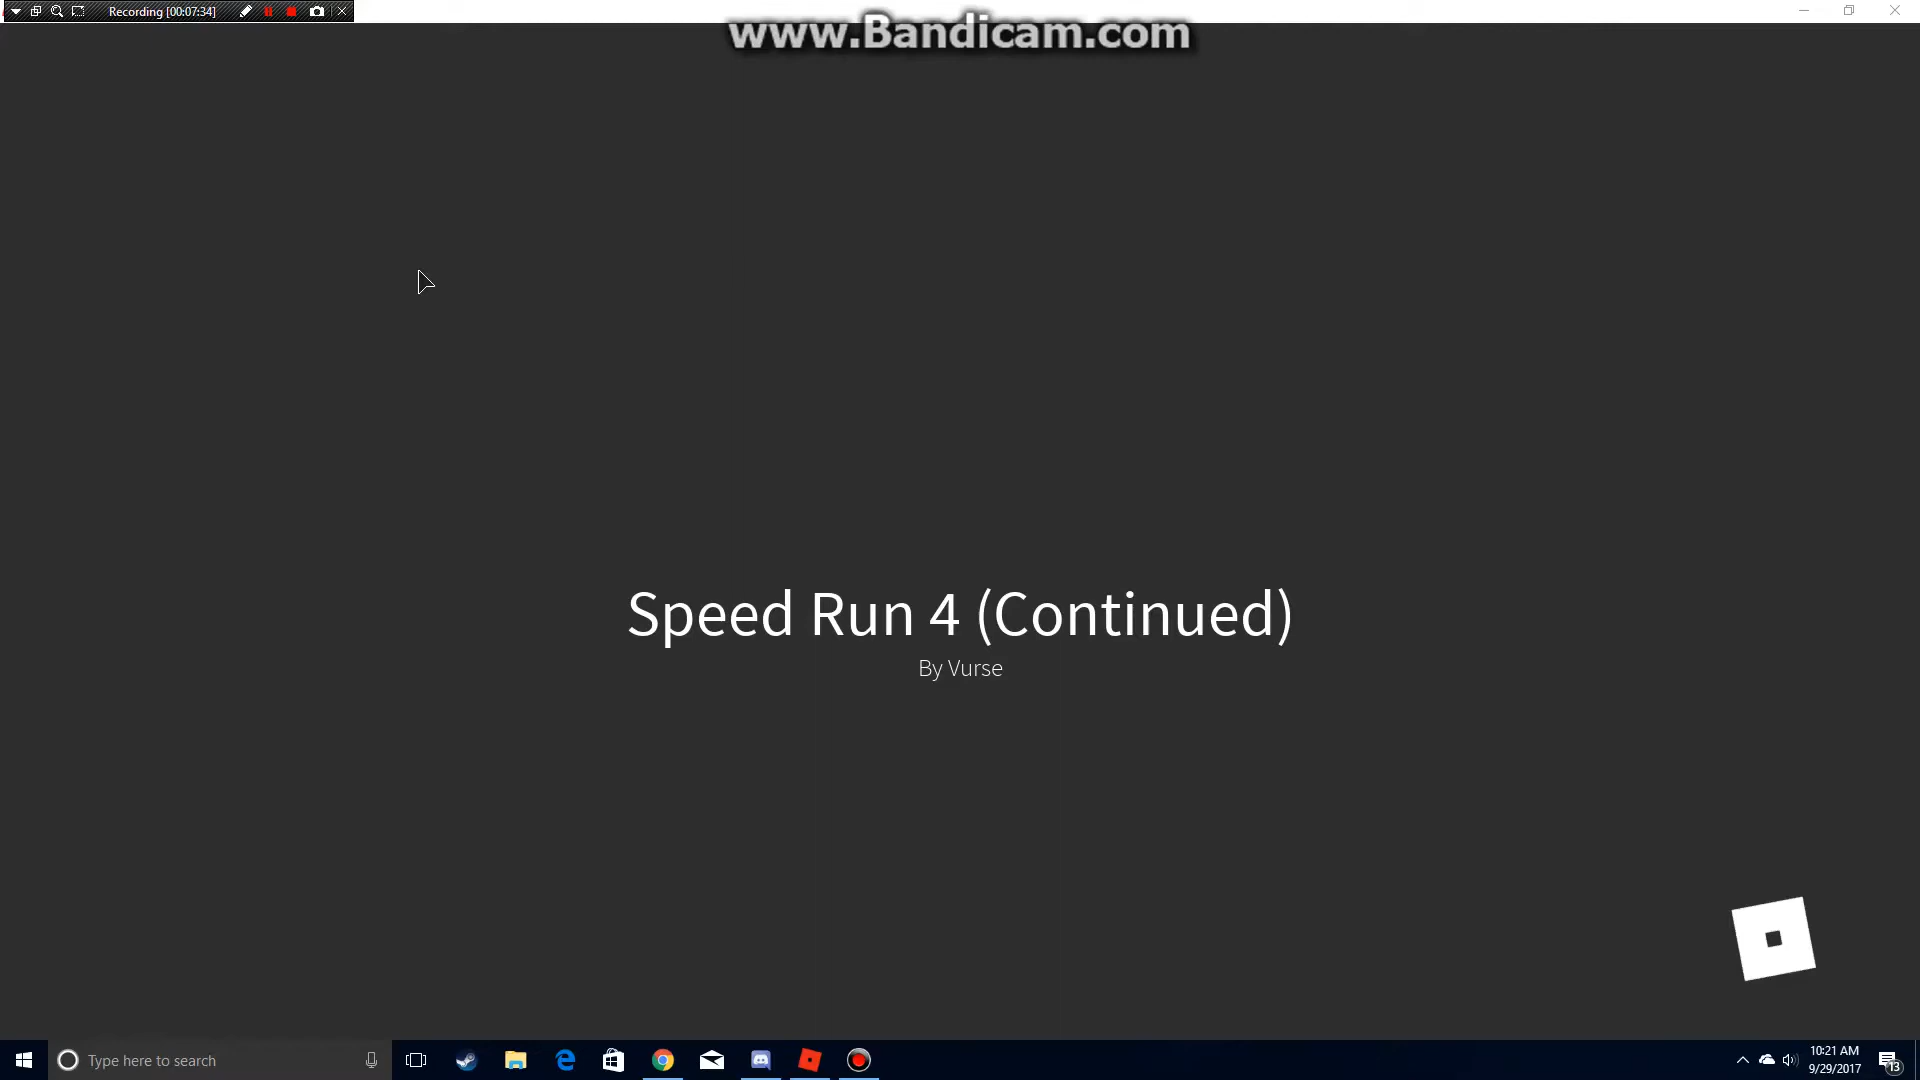 Recording [00:07:34]
www.Bandicam.com
Speed Run 4 (Continued)
By Vurse
Type here to search
10:21 AM
9/29/2017
13